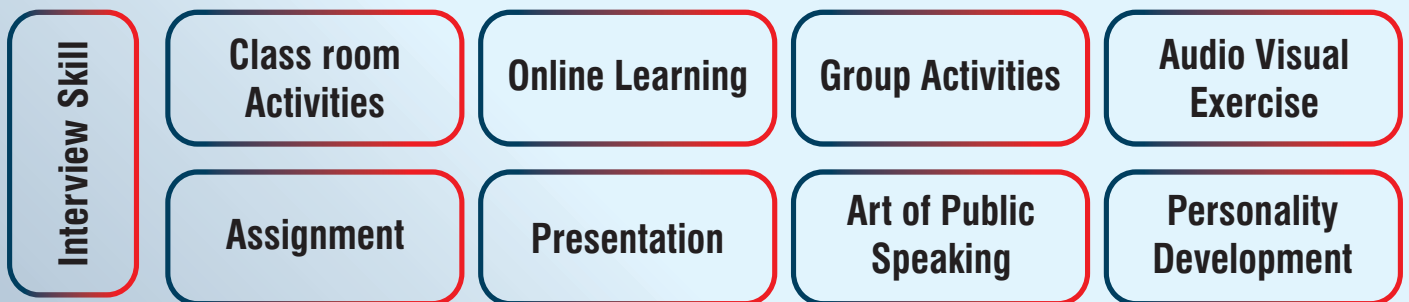 Interview Skill
Class room
Activities
Online Learning
Group Activities
Audio Visual
Exercise
Assignment
Presentation
Art of Public
Speaking
Personality
Development